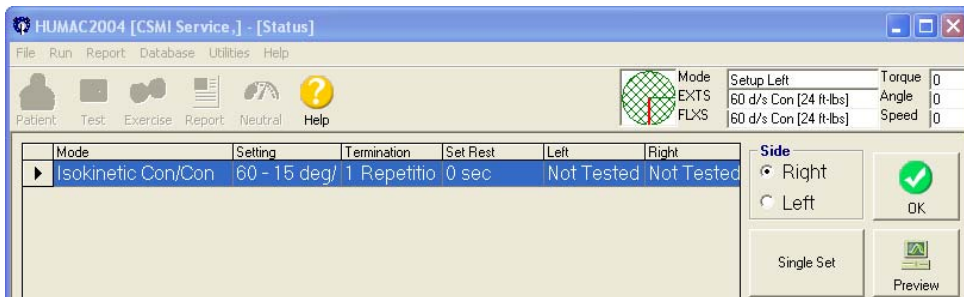 HUMAC2004 [CSMI Service,] - [Status]
File Run Report Database Utilities Help
Patient Test Exercise Report Neutral Help
Mode Setup Left Torque 0
EXTS 60 d/s Con [24 ft-lbs] Angle 0
FLXS 60 d/s Con [24 ft-lbs] Speed 0
Mode Setting Termination Set Rest Left Right
Isokinetic Con/Con 60 - 15 deg/ 1 Repetitio 0 sec Not Tested Not Tested
Side
Right
Left
OK
Single Set
Preview